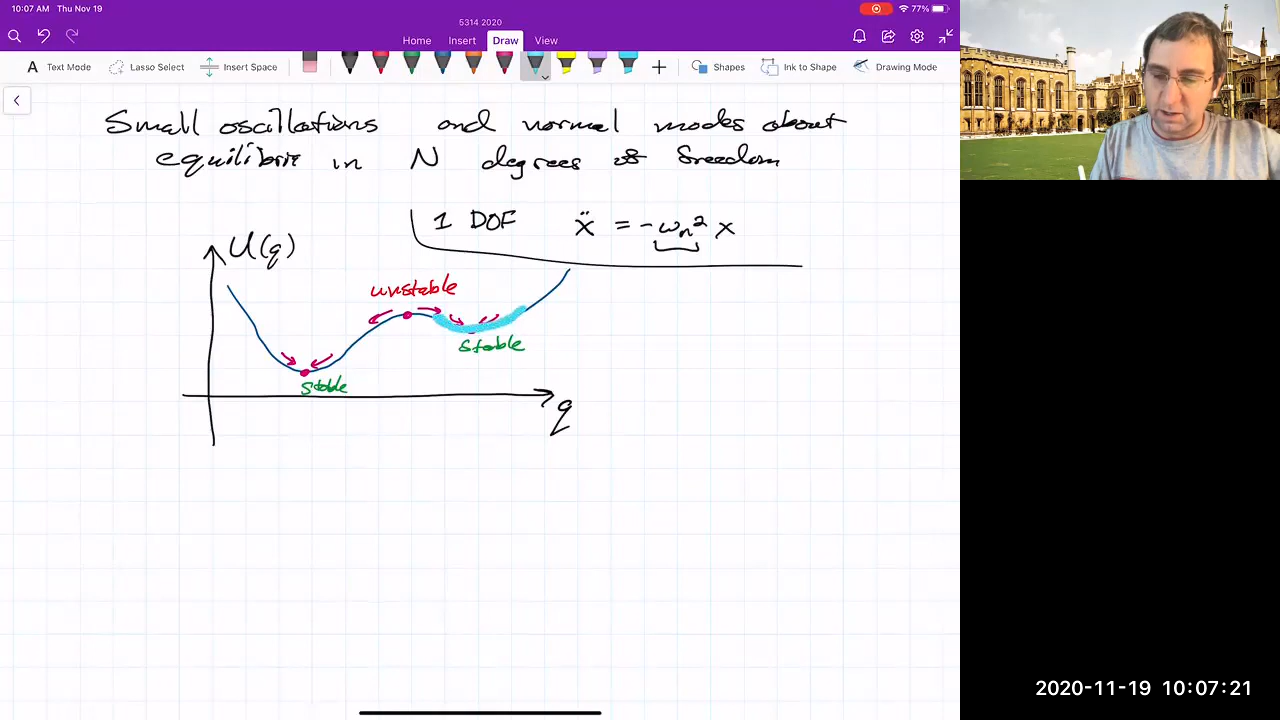 10:07 AM Thu Nov 19
77%
5314 2020
Home Insert Draw View
Text Mode Lasso Select Insert Space Shapes Ink to Shape Drawing Mode
Small oscillations and normal modes about
equilibria in N degrees of freedom
1 DOF ẍ = -ωₙ² x
U(q)
unstable
stable
stable
q
2020-11-19 10:07:21